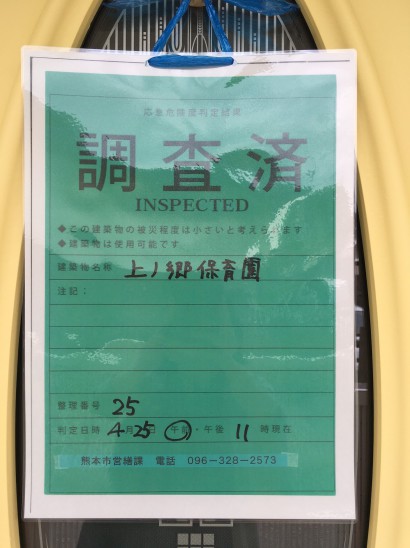 応急危険度判定結果
調査済
INSPECTED
◆この建築物の被災程度は小さいと考えられます
◆建築物は使用可能です
建築物名称 上ノ郷保育園
注記：
整理番号 25
判定日時 4月25日 午前・午後 11 時現在
熊本市営繕課 電話 096-328-2573